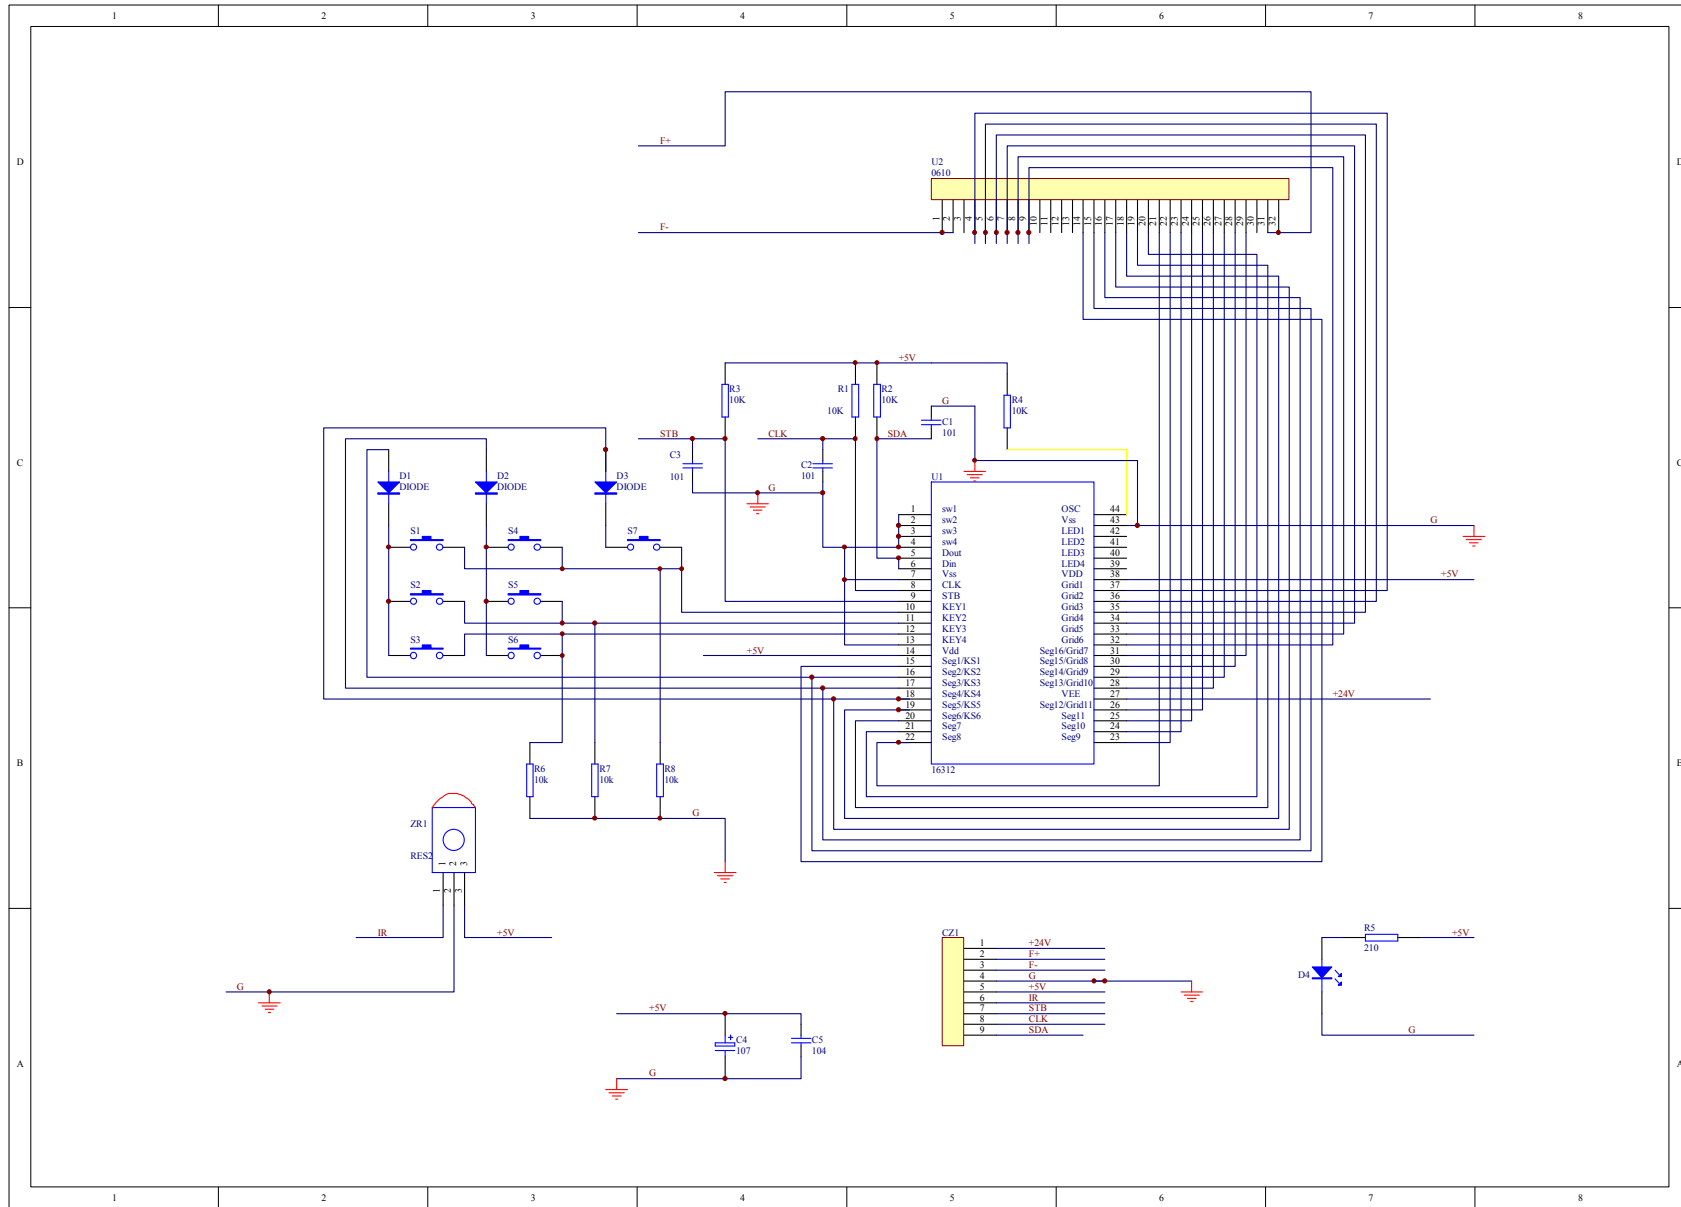 1 2 3 4 5 6 7 8
D
D
F+
U2
0610
F-
1 2 3 4 5 6 7 8 9 10 11 12 13 14 15 16 17 18 19 20 21 22 23 24 25 26 27 28 29 30 31 32
+5V
R3
10K
R1
10K
R2
10K
R4
10K
G
C1
101
STB
CLK
SDA
C
C
C3
101
C2
101
G
D1
DIODE
D2
DIODE
D3
DIODE
U1
S1
S4
S7
S2
S5
S3
S6
1 sw1 OSC 44
2 sw2 Vss 43
G
3 sw3 LED1 42
4 sw4 LED2 41
5 Dout LED3 40
6 Din LED4 39
7 Vss VDD 38
+5V
8 CLK Grid1 37
9 STB Grid2 36
10 KEY1 Grid3 35
11 KEY2 Grid4 34
12 KEY3 Grid5 33
13 KEY4 Grid6 32
+5V
14 Vdd Seg16/Grid7 31
15 Seg1/KS1 Seg15/Grid8 30
16 Seg2/KS2 Seg14/Grid9 29
17 Seg3/KS3 Seg13/Grid10 28
18 Seg4/KS4 VEE 27
+24V
19 Seg5/KS5 Seg12/Grid11 26
20 Seg6/KS6 Seg11 25
21 Seg7 Seg10 24
22 Seg8 Seg9 23
16312
B
B
R6
10k
R7
10k
R8
10k
G
ZR1
RES2
1 2 3
1 2 3
IR
+5V
G
CZ1
1 +24V
2 F+
3 F-
4 G
5 +5V
6 IR
7 STB
8 CLK
9 SDA
R5
210
+5V
D4
G
+5V
+
C4
107
C5
104
G
A
A
1 2 3 4 5 6 7 8